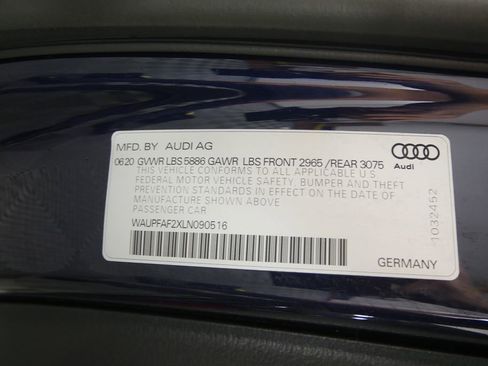 MFD. BY AUDI AG
06 20 GVWR LBS 5886 GAWR LBS FRONT 2965 /REAR 3075
THIS VEHICLE CONFORMS TO ALL APPLICABLE U S
FEDERAL MOTOR VEHICLE SAFETY, BUMPER AND THEFT
PREVENTION STANDARDS IN EFFECT ON THE DATE OF
MANUFACTURE SHOWN ABOVE
PASSENGER CAR
WAUPFAF2XLN090516
Audi
1032452
GERMANY